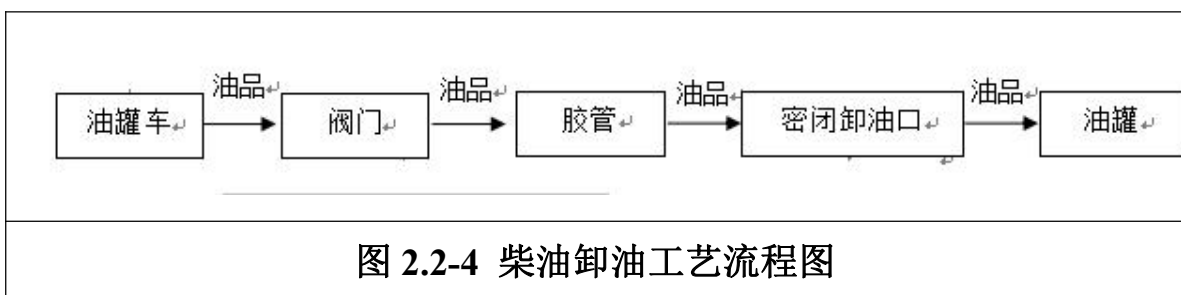 油品 油品 油品 油品
油罐车 阀门 胶管 密闭卸油口 油罐
图 2.2-4 柴油卸油工艺流程图